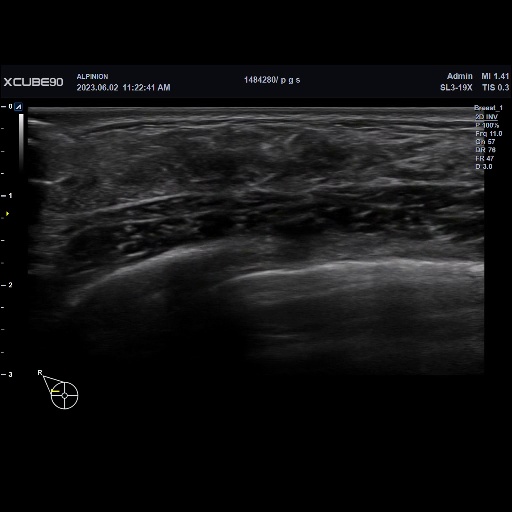 XCUBE90
ALPINION
2023.06.02 11:22:41 AM
1484280/ p g s
Admin MI 1.41
SL3-19X TIS 0.3
Breast_1
2D INV
P 100%
Frq 11.0
Gn 57
DR 76
FR 47
D 3.0
0
1
2
3
R